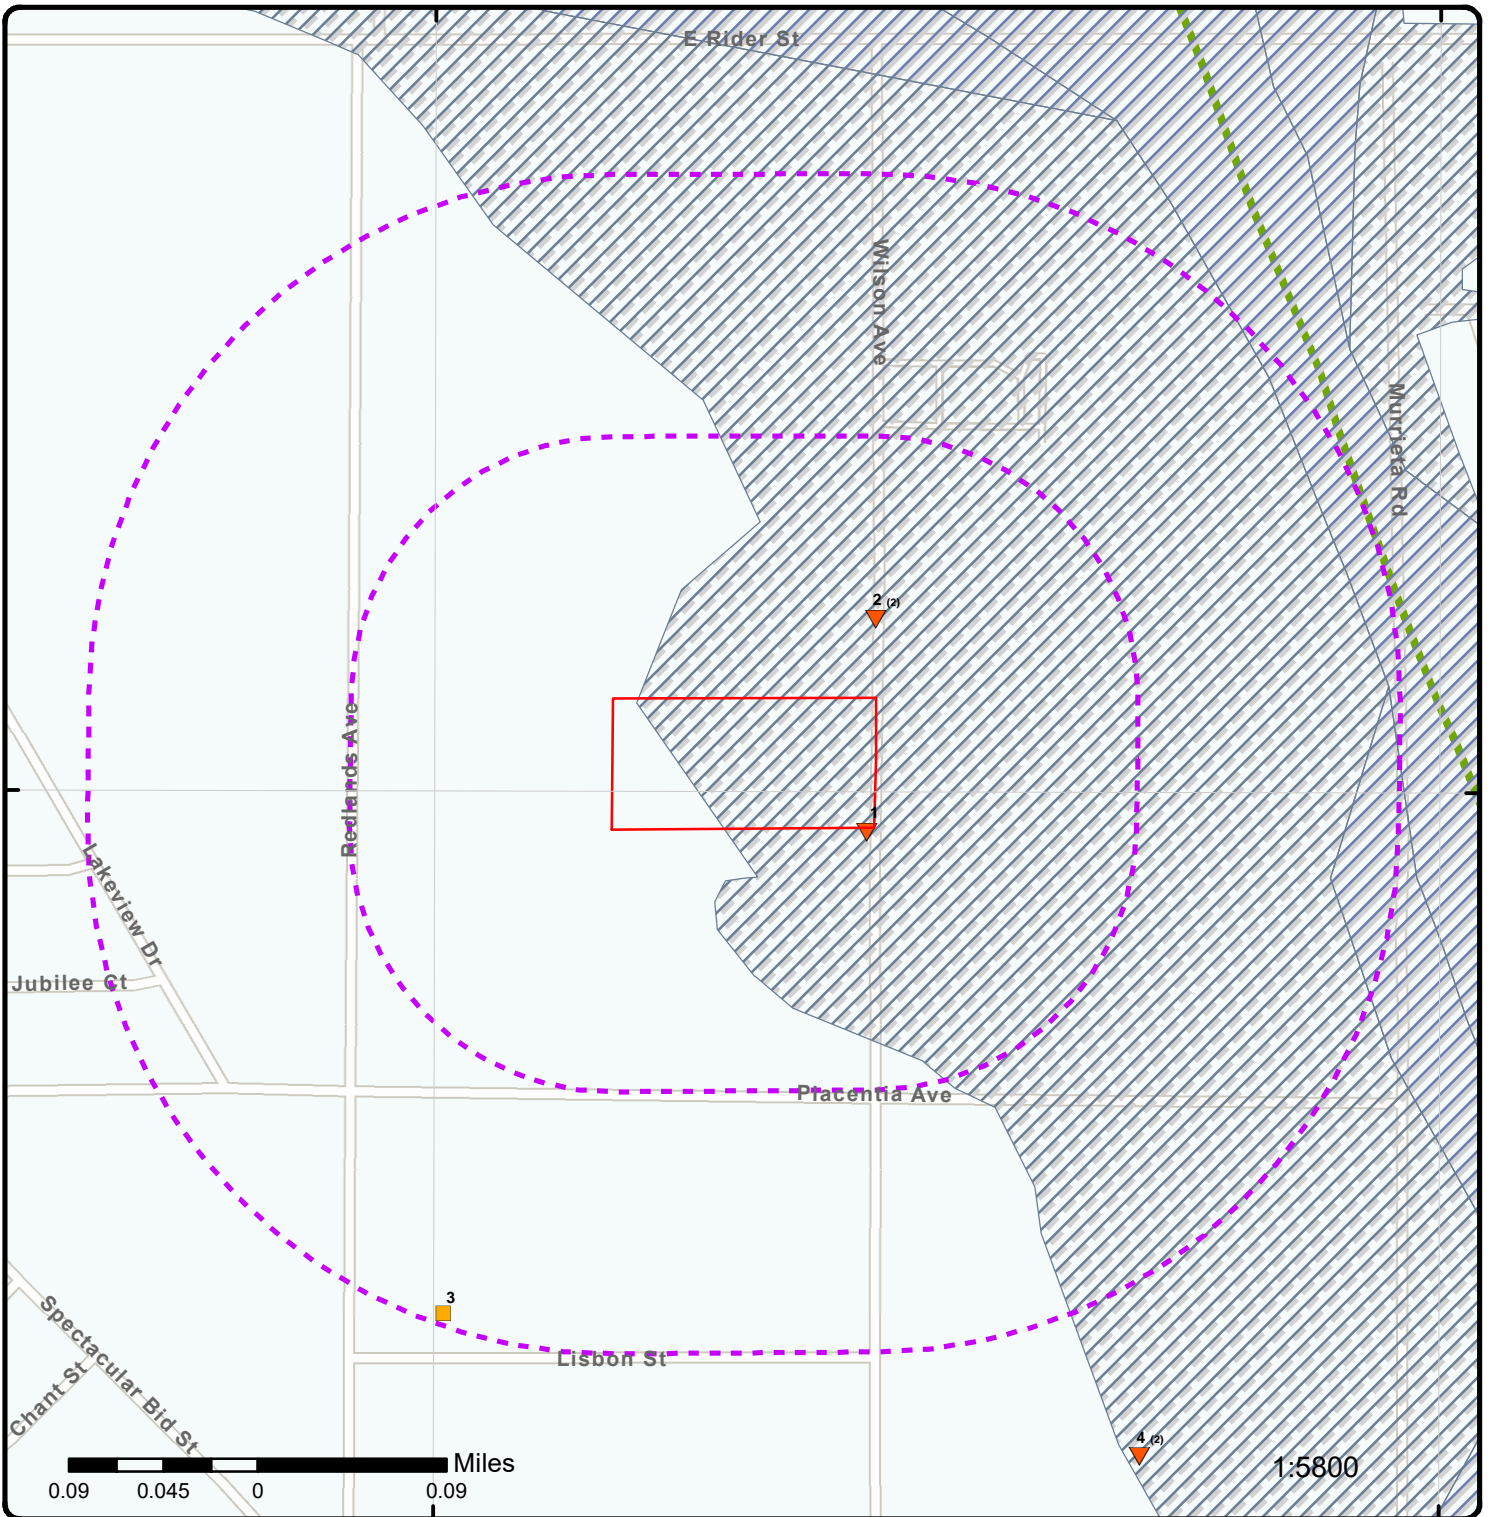 E Rider St
Wilson Ave
Murrieta Rd
2 (2)
Redlands Ave
1
Lakeview Dr
Jubilee Ct
Placentia Ave
3
Spectacular Bid St
Lisbon St
Chant St
4 (2)
Miles
1:5800
0.09 0.045 0 0.09